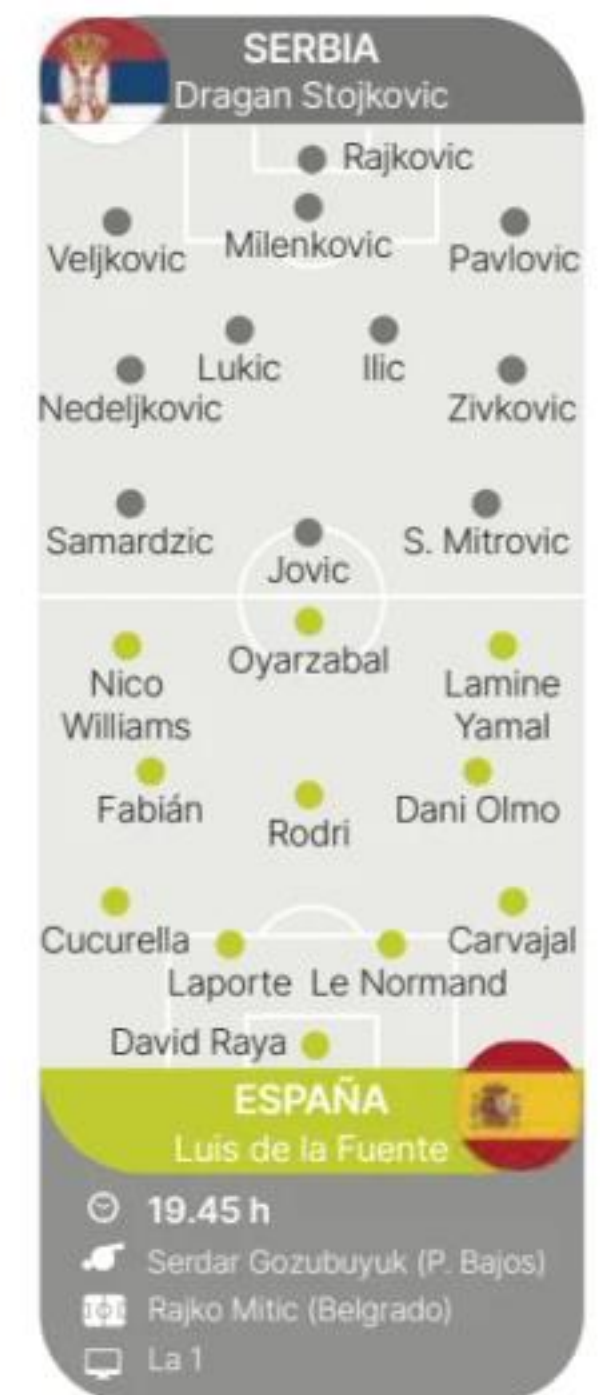 SERBIA
Dragan Stojkovic
Rajkovic
Milenkovic
Veljkovic
Pavlovic
Lukic
Ilic
Nedeljkovic
Zivkovic
Samardzic
S. Mitrovic
Jovic
Oyarzabal
Nico
Williams
Lamine
Yamal
Fabián
Rodri
Dani Olmo
Cucurella
Carvajal
Laporte
Le Normand
David Raya
ESPAÑA
Luis de la Fuente
19.45 h
Serdar Gozubuyuk (P. Bajos)
Rajko Mitic (Belgrado)
La 1